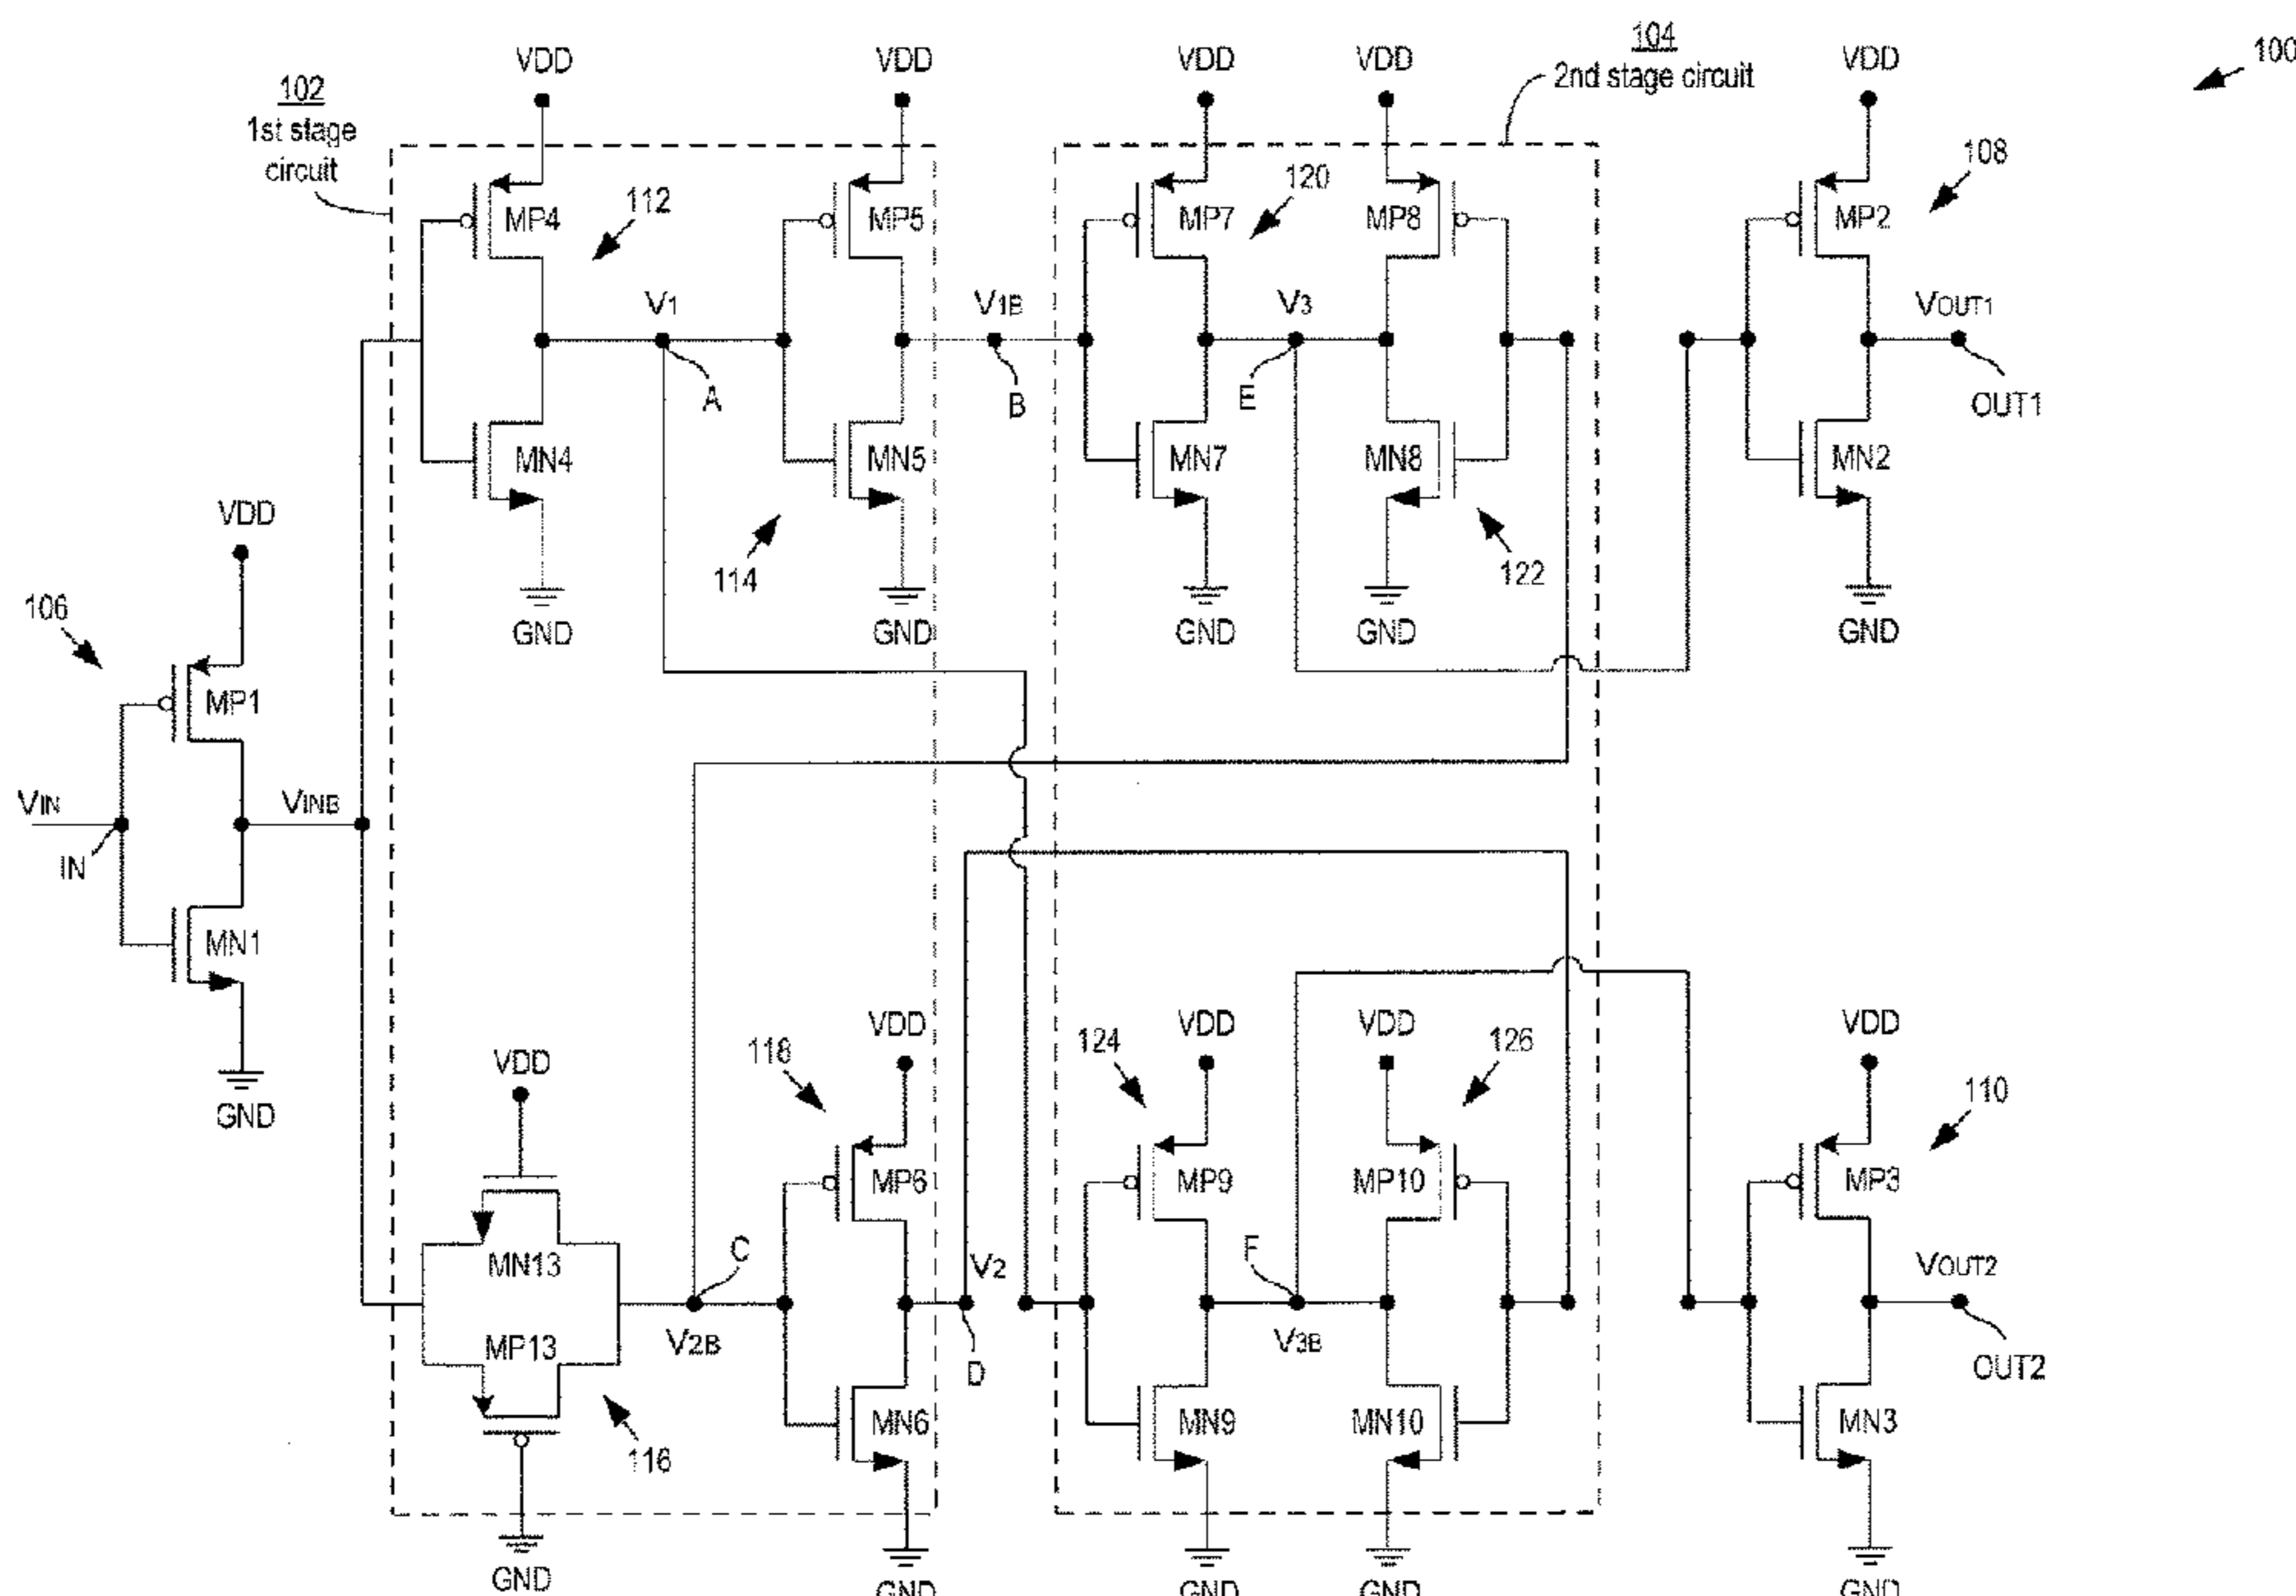 100
104
2nd stage circuit
102
1st stage
circuit
VDD
VDD
VDD
VDD
VDD
MP4
112
MP5
MP7
120
MP8
MP2
108
V1
A
V1B
B
V3
E
VOUT1
OUT1
MN4
MN5
114
MN7
MN8
122
MN2
GND
GND
GND
GND
GND
VDD
106
MP1
VIN
IN
VINB
MN1
GND
VDD
MN13
MP13
116
GND
C
V2B
118
VDD
MP6
MN6
V2
D
GND
124
VDD
VDD
126
MP9
MP10
F
V3B
MN9
MN10
GND
GND
VDD
110
MP3
VOUT2
OUT2
MN3
GND